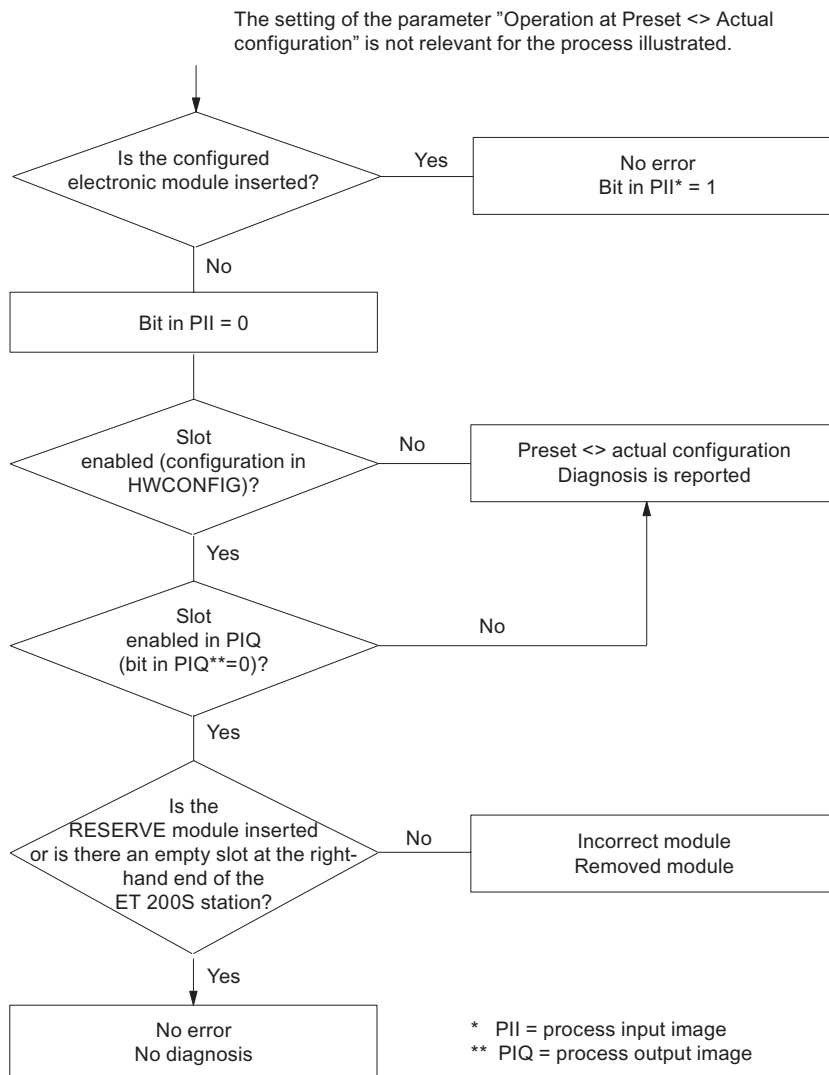 The setting of the parameter ”Operation at Preset <> Actual
configuration” is not relevant for the process illustrated.
Is the configured
electronic module inserted?
Yes
No error
Bit in PII* = 1
No
Bit in PII = 0
Slot
enabled (configuration in
HWCONFIG)?
No
Preset <> actual configuration
Diagnosis is reported
Yes
Slot
enabled in PIQ
(bit in PIQ**=0)?
No
Yes
Is the
RESERVE module inserted
or is there an empty slot at the right-
hand end of the
ET 200S station?
No
Incorrect module
Removed module
Yes
No error
No diagnosis
* PII = process input image
** PIQ = process output image